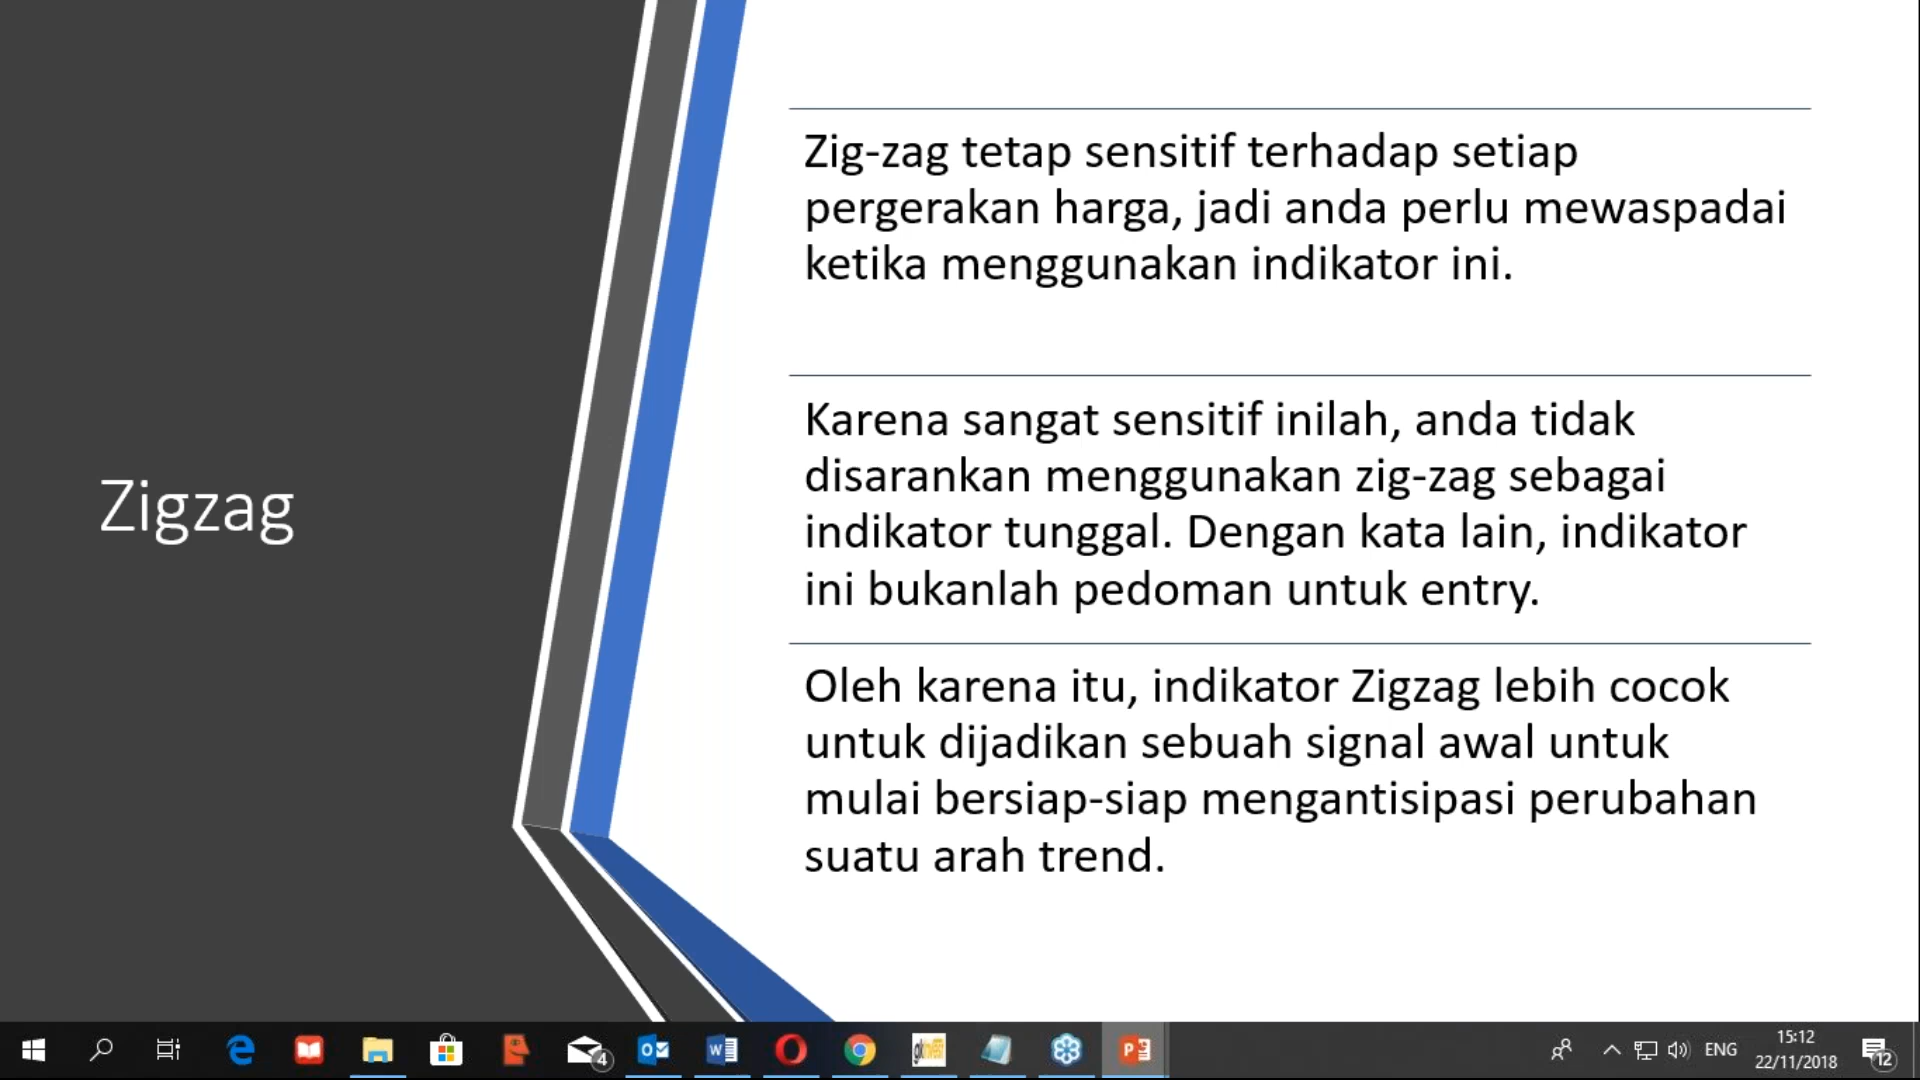 Zigzag
Zig-zag tetap sensitif terhadap setiap
pergerakan harga, jadi anda perlu mewaspadai
ketika menggunakan indikator ini.
Karena sangat sensitif inilah, anda tidak
disarankan menggunakan zig-zag sebagai
indikator tunggal. Dengan kata lain, indikator
ini bukanlah pedoman untuk entry.
Oleh karena itu, indikator Zigzag lebih cocok
untuk dijadikan sebuah signal awal untuk
mulai bersiap-siap mengantisipasi perubahan
suatu arah trend.
4
ENG
15:12
22/11/2018
12